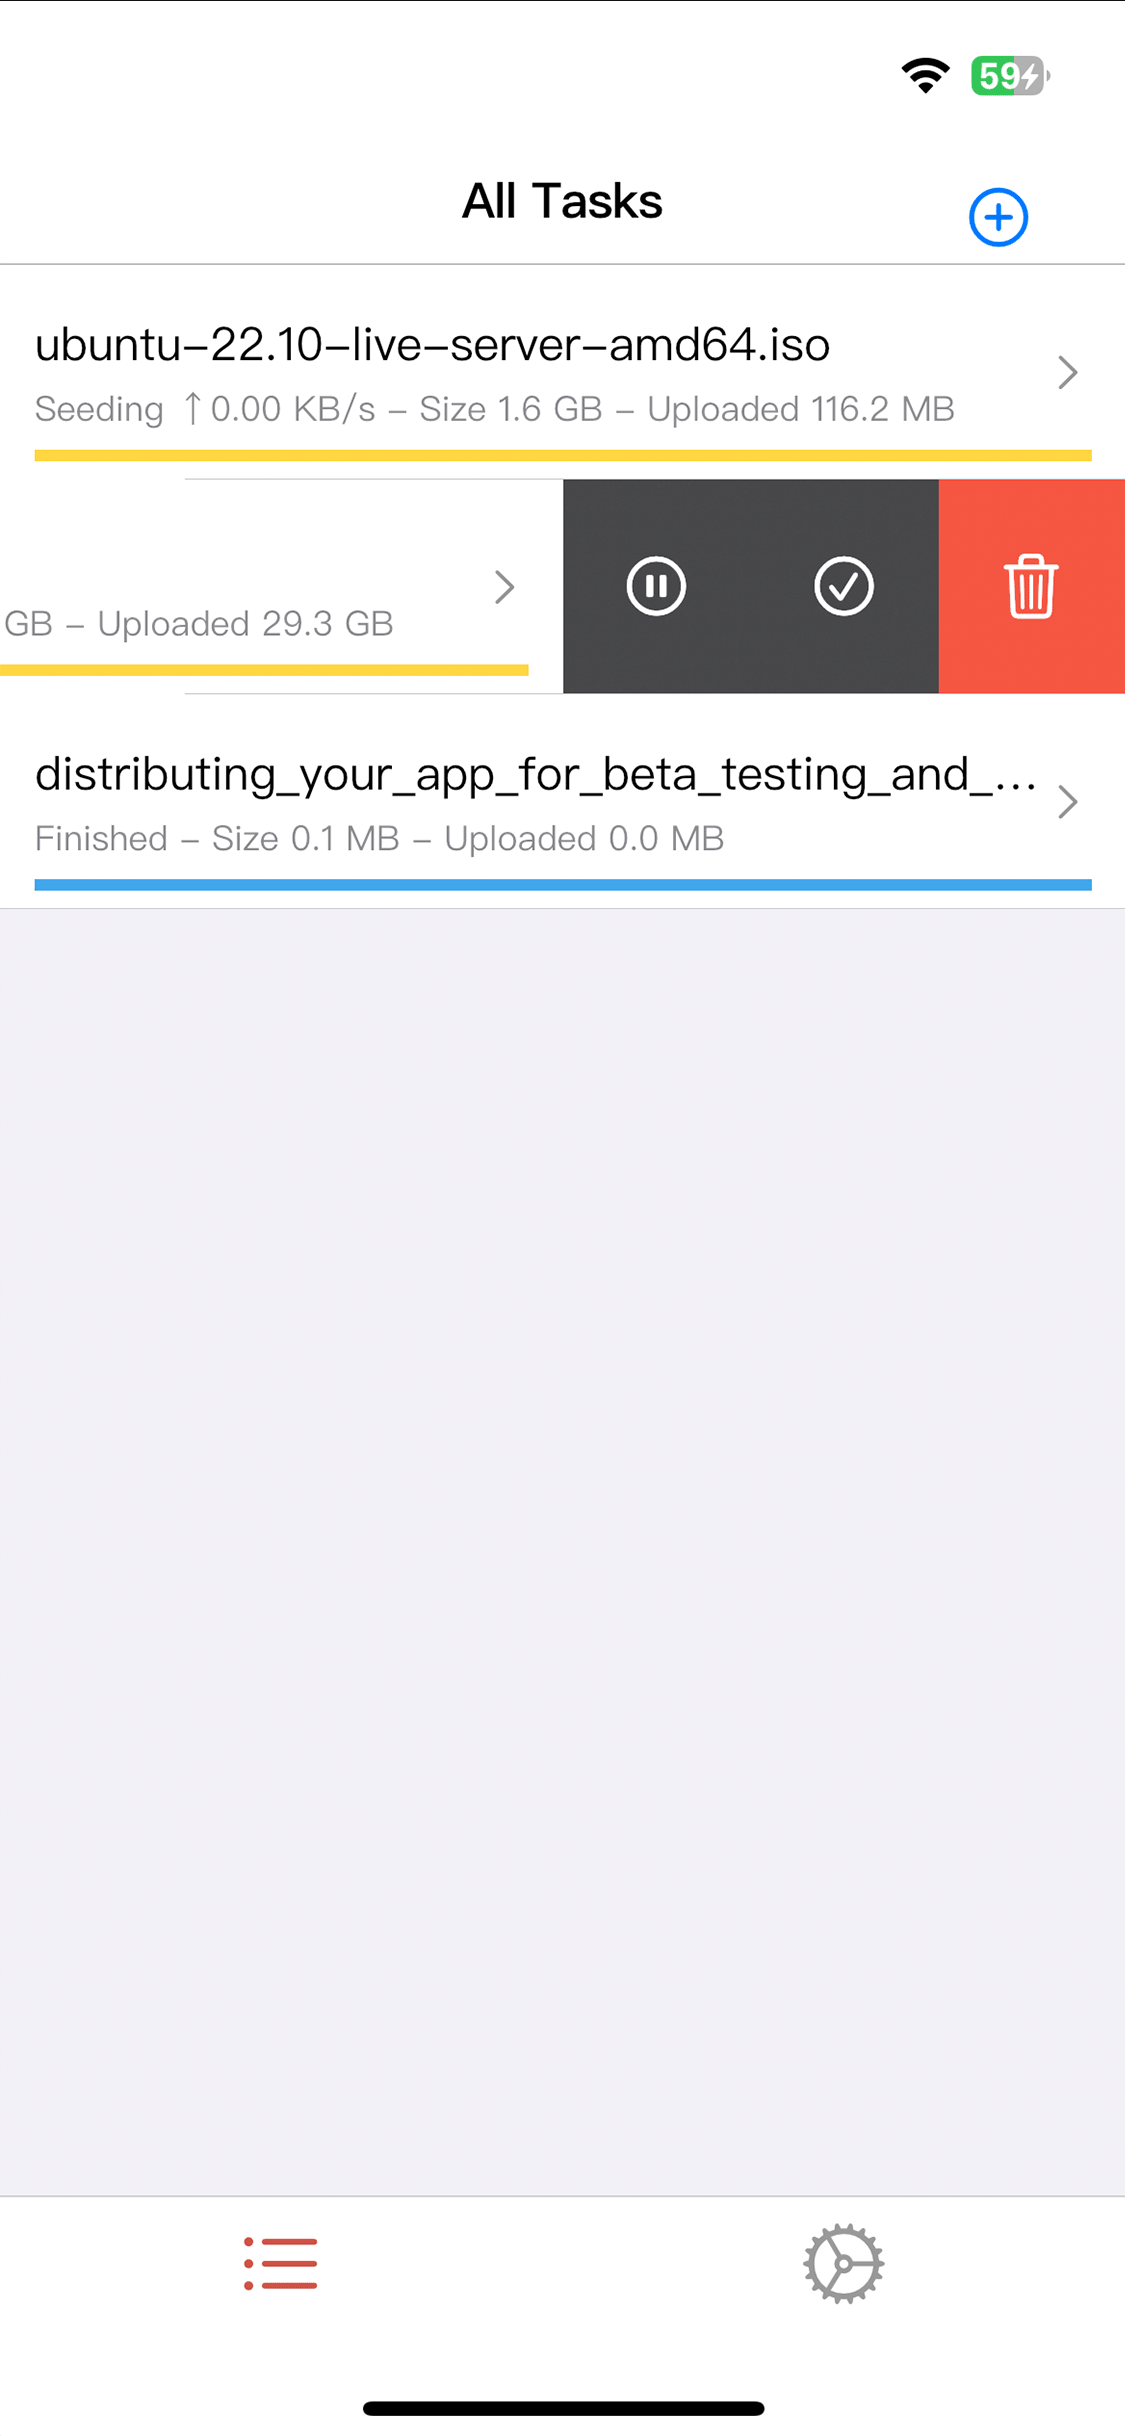 59
All Tasks
ubuntu-22.10-live-server-amd64.iso
Seeding ↑ 0.00 KB/s – Size 1.6 GB – Uploaded 116.2 MB
GB – Uploaded 29.3 GB
distributing_your_app_for_beta_testing_and_...
Finished – Size 0.1 MB – Uploaded 0.0 MB